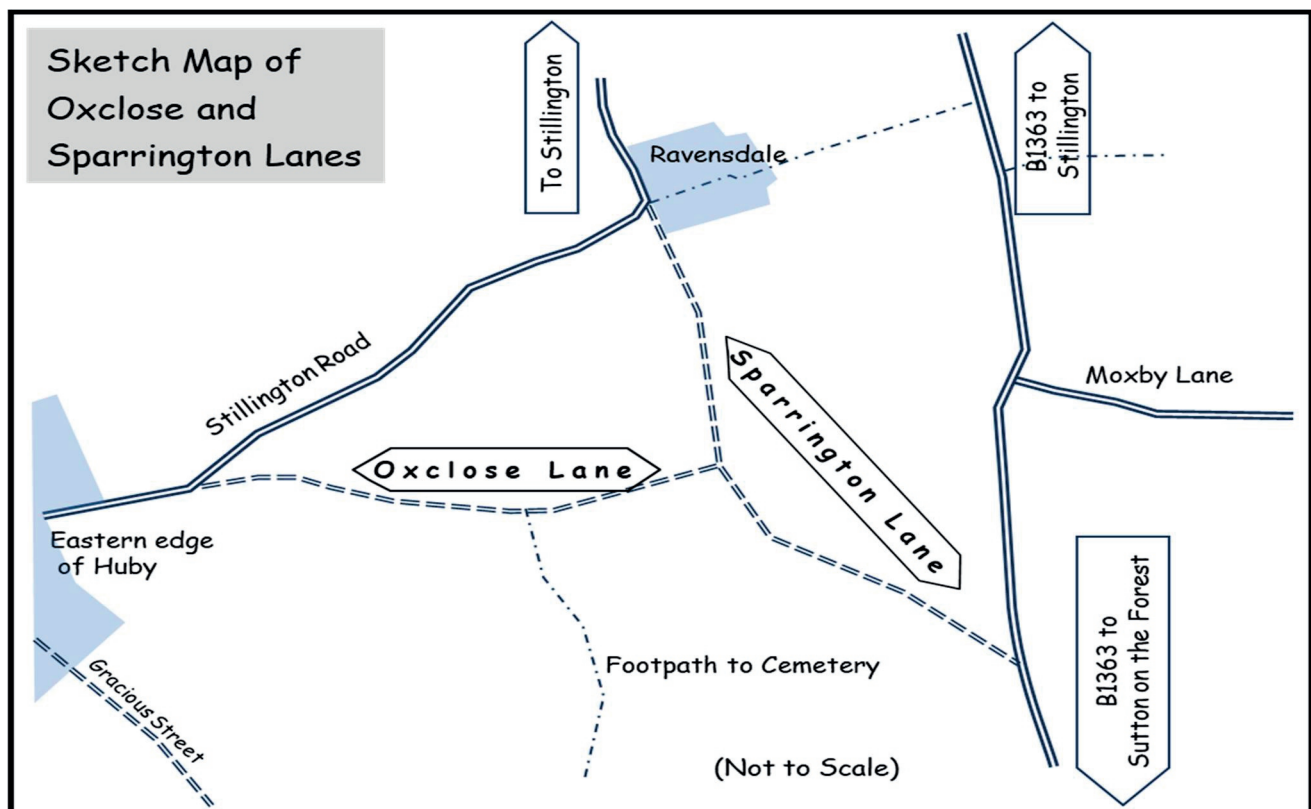 Sketch Map of
Oxclose and
Sparrington Lanes
To Stillington
B1363 to
Stilllington
Ravensdale
Stillington Road
Moxby Lane
Sparrington Lane
Oxclose Lane
Eastern edge
of Huby
B1363 to
Sutton on the Forest
Footpath to Cemetery
Gracious Street
(Not to Scale)